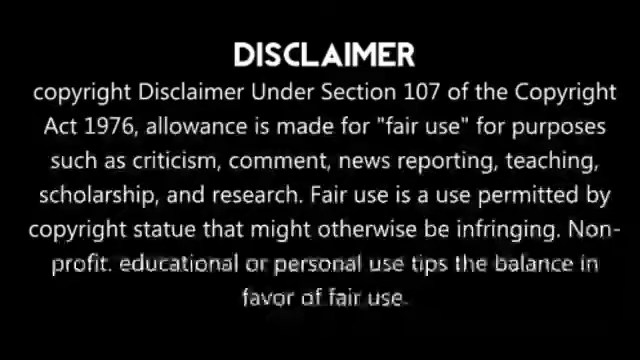 DISCLAIMER
copyright Disclaimer Under Section 107 of the Copyright
Act 1976, allowance is made for "fair use" for purposes
such as criticism, comment, news reporting, teaching,
scholarship, and research. Fair use is a use permitted by
copyright statue that might otherwise be infringing. Non-
profit. educational or personal use tips the balance in
favor of fair use.